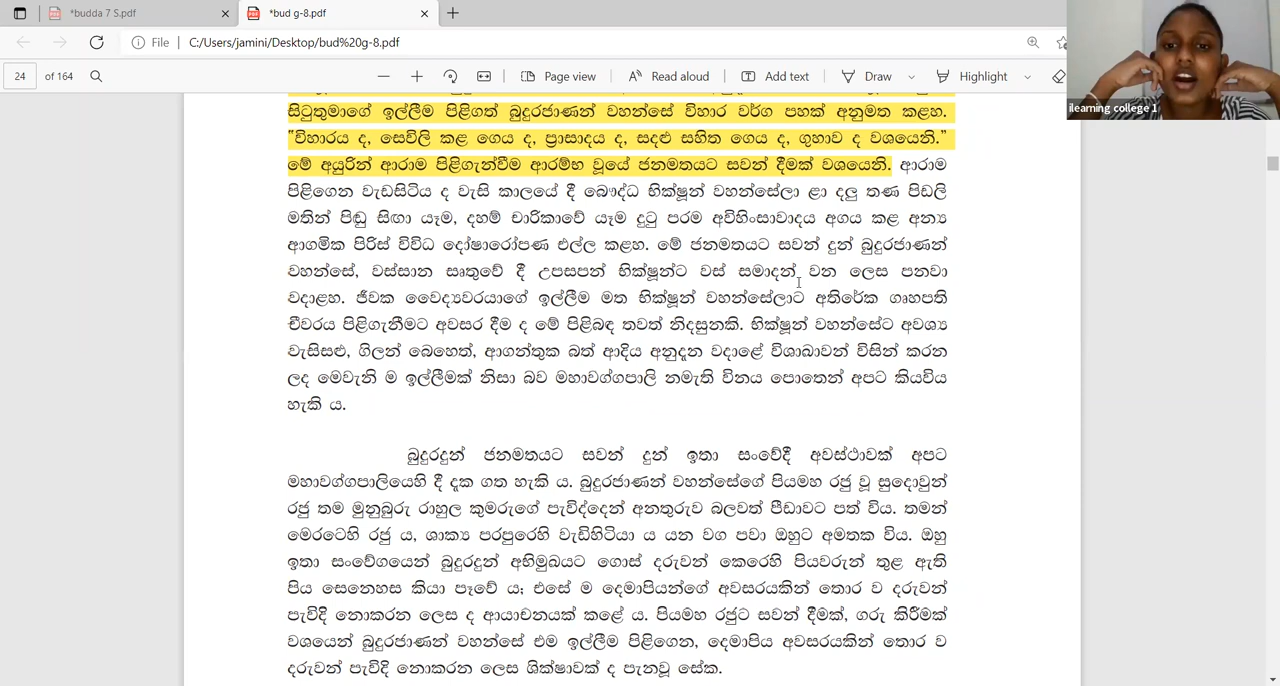 *budda 7 S.pdf
*bud g-8.pdf
File
C:/Users/jamini/Desktop/bud%20g-8.pdf
24 of 164
Page view
Read aloud
Add text
Draw
Highlight
ilearning college 1
සිටුතුමාගේ ඉල්ලීම පිළිගත් බුදුරජාණන් වහන්සේ විහාර වර්ග පහක් අනුමත කළහ.
“විහාරය ද, සෙවිලි කළ ගෙය ද, ප්‍රාසාදය ද, සදළු සහිත ගෙය ද, ගුහාව ද වශයෙනි.”
මේ අයුරින් ආරාම පිළිගැන්වීම ආරම්භ වූයේ ජනමතයට සවන් දීමක් වශයෙනි. ආරාම
පිළිගෙන වැඩසිටිය ද වැසි කාලයේ දී බෞද්ධ භික්ෂූන් වහන්සේලා ළා දලු තණ පිඩලි
මතින් පිඬු සිඟා යෑම, දහම් චාරිකාවේ යෑම දුටු පරම අවිහිංසාවාදය අගය කළ අන්‍ය
ආගමික පිරිස් විවිධ දෝෂාරෝපණ එල්ල කළහ. මේ ජනමතයට සවන් දුන් බුදුරජාණන්
වහන්සේ, වස්සාන සෘතුවේ දී උපසපන් භික්ෂූන්ට වස් සමාදන් වන ලෙස පනවා
වදාළහ. ජීවක වෛද්‍යවරයාගේ ඉල්ලීම මත භික්ෂූන් වහන්සේලාට අතිරේක ගෘහපති
චීවරය පිළිගැනීමට අවසර දීම ද මේ පිළිබඳ තවත් නිදසුනකි. භික්ෂූන් වහන්සේට අවශ්‍ය
වැසිසළු, ගිලන් බෙහෙත්, ආගන්තුක බත් ආදිය අනුදැන වදාළේ විශාඛාවන් විසින් කරන
ලද මෙවැනි ම ඉල්ලීමක් නිසා බව මහාවග්ගපාලි නමැති විනය පොතෙන් අපට කියවිය
හැකි ය.
බුදුරදුන් ජනමතයට සවන් දුන් ඉතා සංවේදී අවස්ථාවක් අපට
මහාවග්ගපාලියෙහි දී දැක ගත හැකි ය. බුදුරජාණන් වහන්සේගේ පියමහ රජු වූ සුදොවුන්
රජු තම මුනුබුරු රාහුල කුමරුගේ පැවිද්දෙන් අනතුරුව බලවත් පීඩාවට පත් විය. තමන්
මෙරටෙහි රජු ය, ශාක්‍ය පරපුරෙහි වැඩිහිටියා ය යන වග පවා ඔහුට අමතක විය. ඔහු
ඉතා සංවේගයෙන් බුදුරදුන් අභිමුඛයට ගොස් දරුවන් කෙරෙහි පියවරුන් තුළ ඇති
පිය සෙනෙහස කියා පෑවේ ය; එසේ ම දෙමාපියන්ගේ අවසරයකින් තොර ව දරුවන්
පැවිදි නොකරන ලෙස ද ආයාචනයක් කළේ ය. පියමහ රජුට සවන් දීමක්, ගරු කිරීමක්
වශයෙන් බුදුරජාණන් වහන්සේ එම ඉල්ලීම පිළිගෙන, දෙමාපිය අවසරයකින් තොර ව
දරුවන් පැවිදි නොකරන ලෙස ශික්ෂාවක් ද පැනවූ සේක.